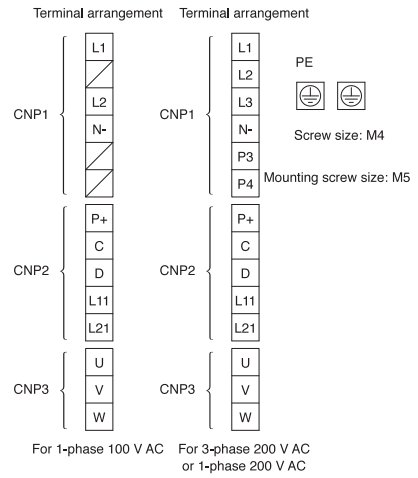 Terminal arrangement
L1
L2
N-
CNP1
P+
C
D
L11
L21
CNP2
U
V
W
CNP3
For 1-phase 100 V AC
Terminal arrangement
L1
L2
L3
N-
P3
P4
CNP1
P+
C
D
L11
L21
CNP2
U
V
W
CNP3
For 3-phase 200 V AC
or 1-phase 200 V AC
PE
Screw size: M4
Mounting screw size: M5